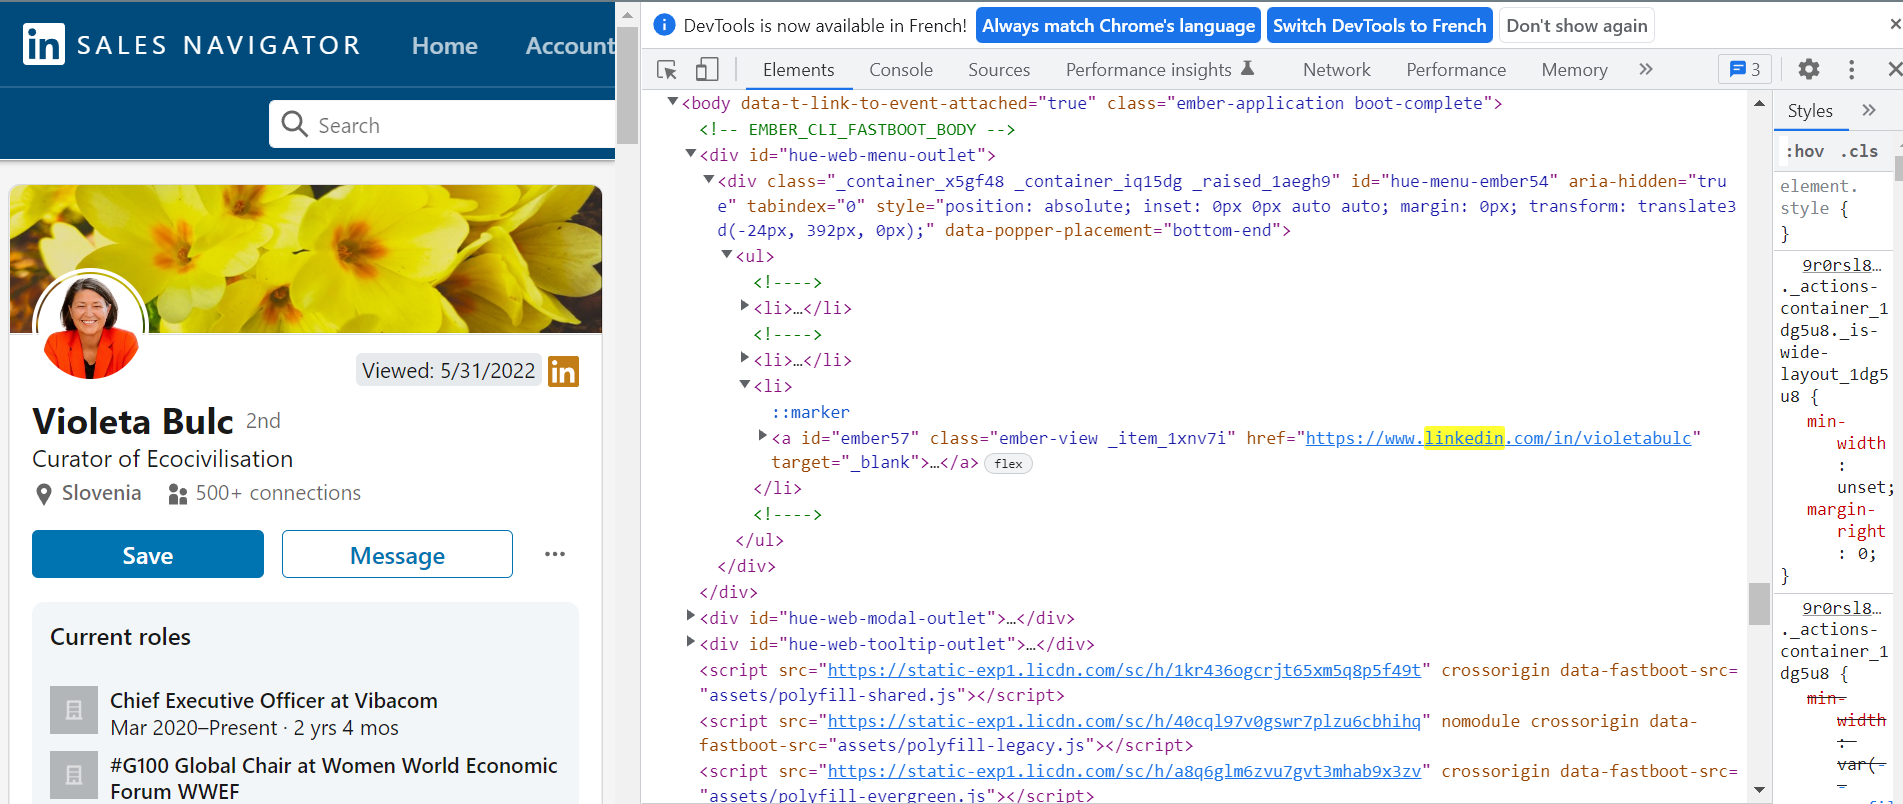 in SALES NAVIGATOR Home Account
Search
Viewed: 5/31/2022 in
Violeta Bulc 2nd
Curator of Ecocivilisation
Slovenia 500+ connections
Save Message ...
Current roles
Chief Executive Officer at Vibacom
Mar 2020–Present · 2 yrs 4 mos
#G100 Global Chair at Women World Economic
Forum WWEF
DevTools is now available in French! Always match Chrome's language Switch DevTools to French Don't show again
Elements Console Sources Performance insights Network Performance Memory » 3
<body data-t-link-to-event-attached="true" class="ember-application boot-complete">
<!-- EMBER_CLI_FASTBOOT_BODY -->
<div id="hue-web-menu-outlet">
<div class="_container_x5gf48 _container_iq15dg _raised_1aegh9" id="hue-menu-ember54" aria-hidden="tru
e" tabindex="0" style="position: absolute; inset: 0px 0px auto auto; margin: 0px; transform: translate3
d(-24px, 392px, 0px);" data-popper-placement="bottom-end">
<ul>
<!---->
<li>…</li>
<!---->
<li>…</li>
<li>
::marker
<a id="ember57" class="ember-view _item_1xnv7i" href="https://www.linkedin.com/in/violetabulc"
target="_blank">…</a> flex
</li>
<!---->
</ul>
</div>
</div>
<div id="hue-web-modal-outlet">…</div>
<div id="hue-web-tooltip-outlet">…</div>
<script src="https://static-exp1.licdn.com/sc/h/1kr436ogcrjt65xm5q8p5f49t" crossorigin data-fastboot-src=
"assets/polyfill-shared.js"></script>
<script src="https://static-exp1.licdn.com/sc/h/40cql97v0gswr7plzu6cbhihq" nomodule crossorigin data-
fastboot-src="assets/polyfill-legacy.js"></script>
<script src="https://static-exp1.licdn.com/sc/h/a8q6glm6zvu7gvt3mhab9x3zv" crossorigin data-fastboot-src=
"assets/polyfill-evergreen.js"></script>
Styles »
:hov .cls
element.
style {
}
9r0rsl8…
._actions-
container_1
dg5u8._is-
wide-
layout_1dg5
u8 {
min-
width
:
unset;
margin-
right
: 0;
}
9r0rsl8…
._actions-
container_1
dg5u8 {
min-
width
:
var(-
-